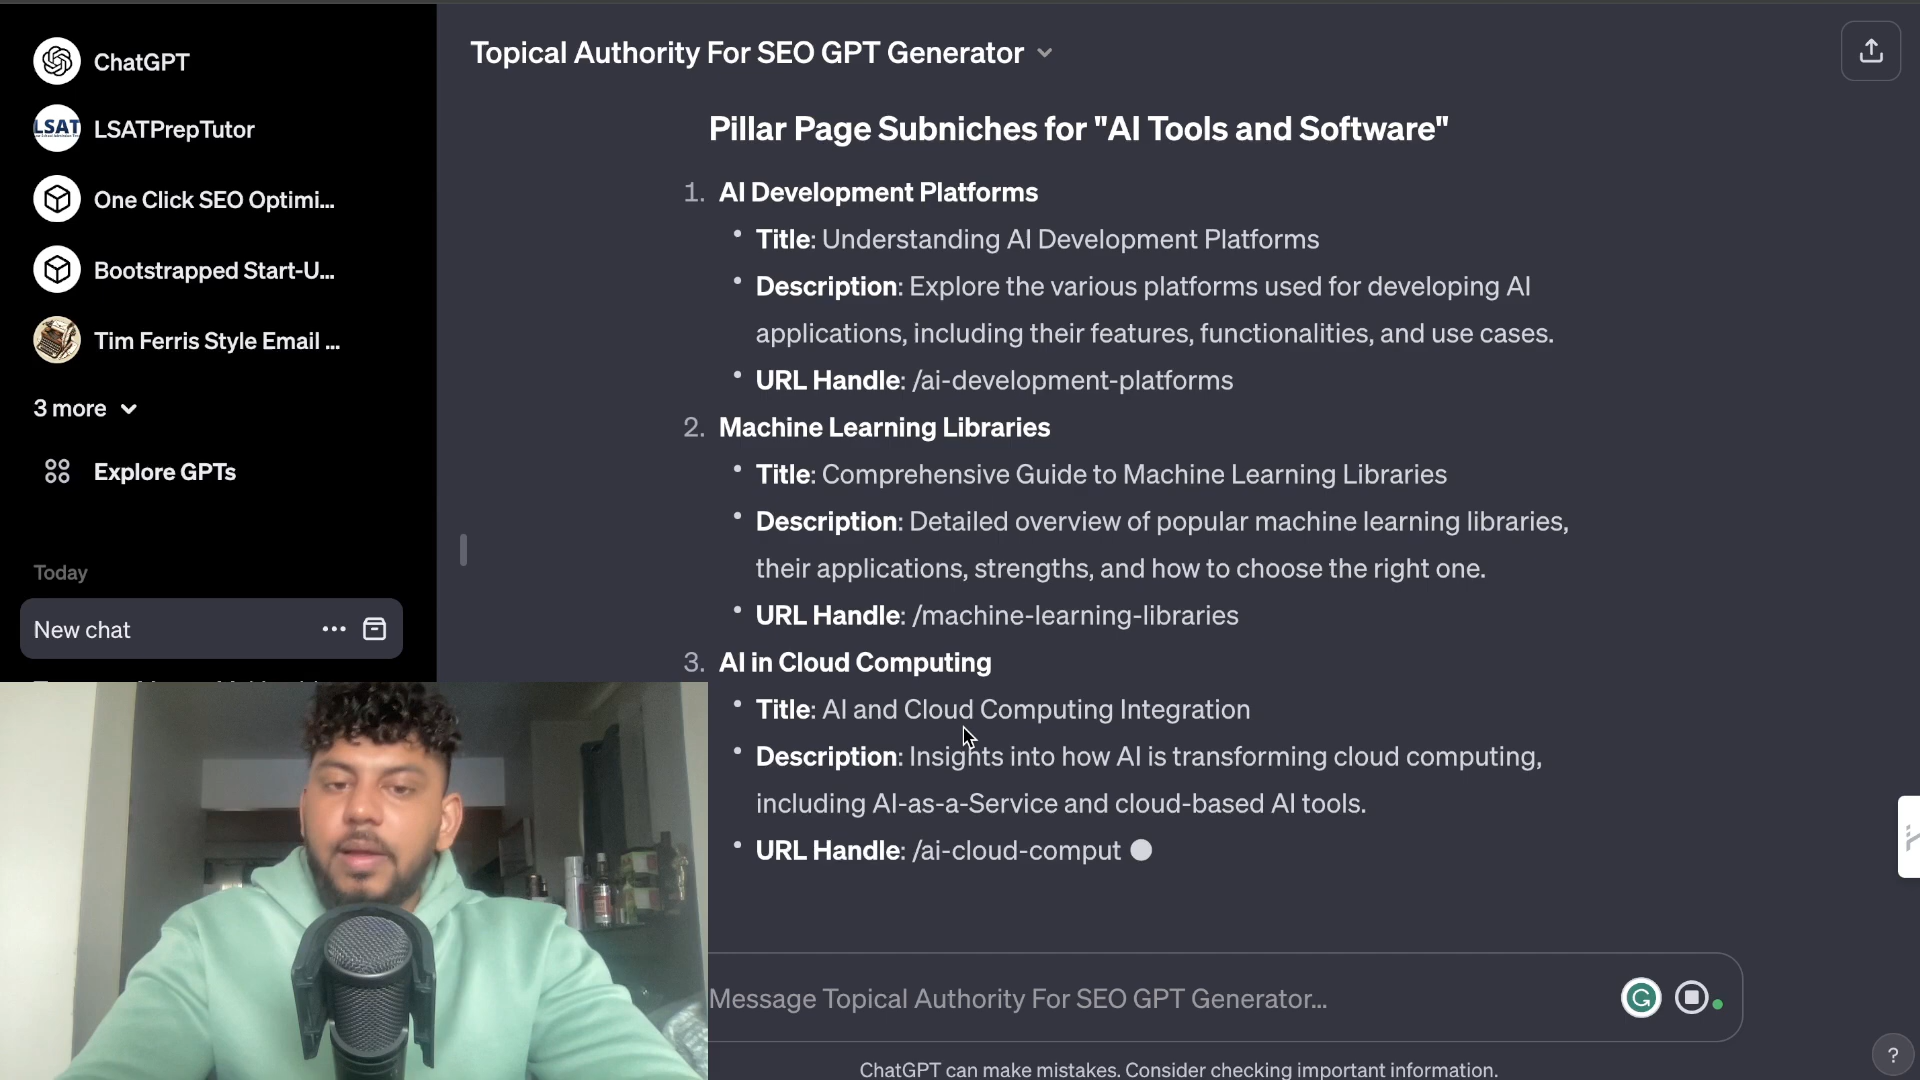 ChatGPT
LSAT
LSATPrepTutor
One Click SEO Optimi...
Bootstrapped Start-U...
Tim Ferris Style Email ...
3 more
Explore GPTs
Today
New chat
Topical Authority For SEO GPT Generator
Pillar Page Subniches for "AI Tools and Software"
1. AI Development Platforms
• Title: Understanding AI Development Platforms
• Description: Explore the various platforms used for developing AI
applications, including their features, functionalities, and use cases.
• URL Handle: /ai-development-platforms
2. Machine Learning Libraries
• Title: Comprehensive Guide to Machine Learning Libraries
• Description: Detailed overview of popular machine learning libraries,
their applications, strengths, and how to choose the right one.
• URL Handle: /machine-learning-libraries
3. AI in Cloud Computing
• Title: AI and Cloud Computing Integration
• Description: Insights into how AI is transforming cloud computing,
including AI-as-a-Service and cloud-based AI tools.
• URL Handle: /ai-cloud-comput
Message Topical Authority For SEO GPT Generator...
ChatGPT can make mistakes. Consider checking important information.
?